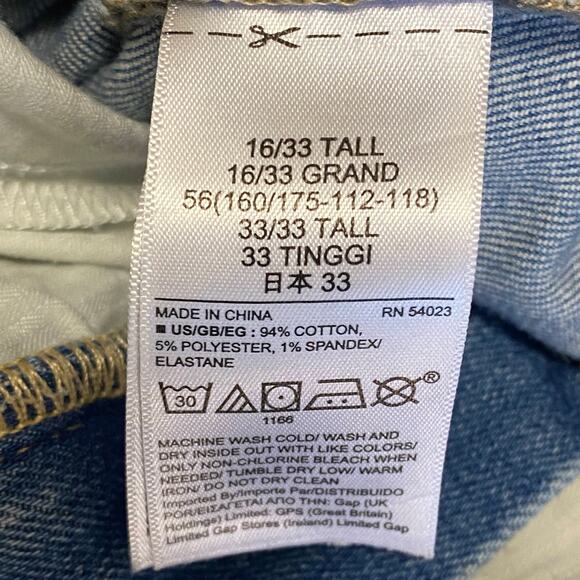 16/33 TALL
16/33 GRAND
56(160/175-112-118)
33/33 TALL
33 TINGGI
日本 33
MADE IN CHINA RN 54023
■ US/GB/EG : 94% COTTON,
5% POLYESTER, 1% SPANDEX/
ELASTANE
30 ®
1166
MACHINE WASH COLD/ WASH AND
DRY INSIDE OUT WITH LIKE COLORS/
ONLY NON-CHLORINE BLEACH WHEN
NEEDED/ TUMBLE DRY LOW/ WARM
IRON/ DO NOT DRY CLEAN
Imported By/Importe Par/DISTRIBUIDO
POR/ΕΙΣΑΓΕΤΑΙ ΑΠΟ ΤΗΝ: Gap (UK
Holdings) Limited: GPS (Great Britain)
Limited Gap Stores (Ireland) Limited Gap